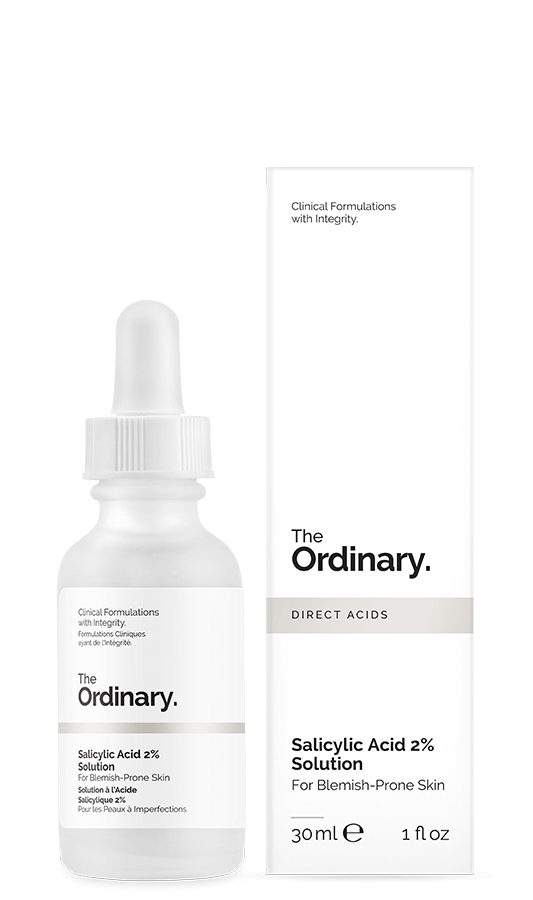 Clinical Formulations
with Integrity.
The
Ordinary.
DIRECT ACIDS
Salicylic Acid 2%
Solution
For Blemish-Prone Skin
30 ml ℮ 1 fl oz
Clinical Formulations
with Integrity.
Formulations Cliniques
ayant de l'Intégrité.
The
Ordinary.
Salicylic Acid 2%
Solution
For Blemish-Prone Skin
Solution à l'Acide
Salicylique 2%
Pour les Peaux à Imperfections